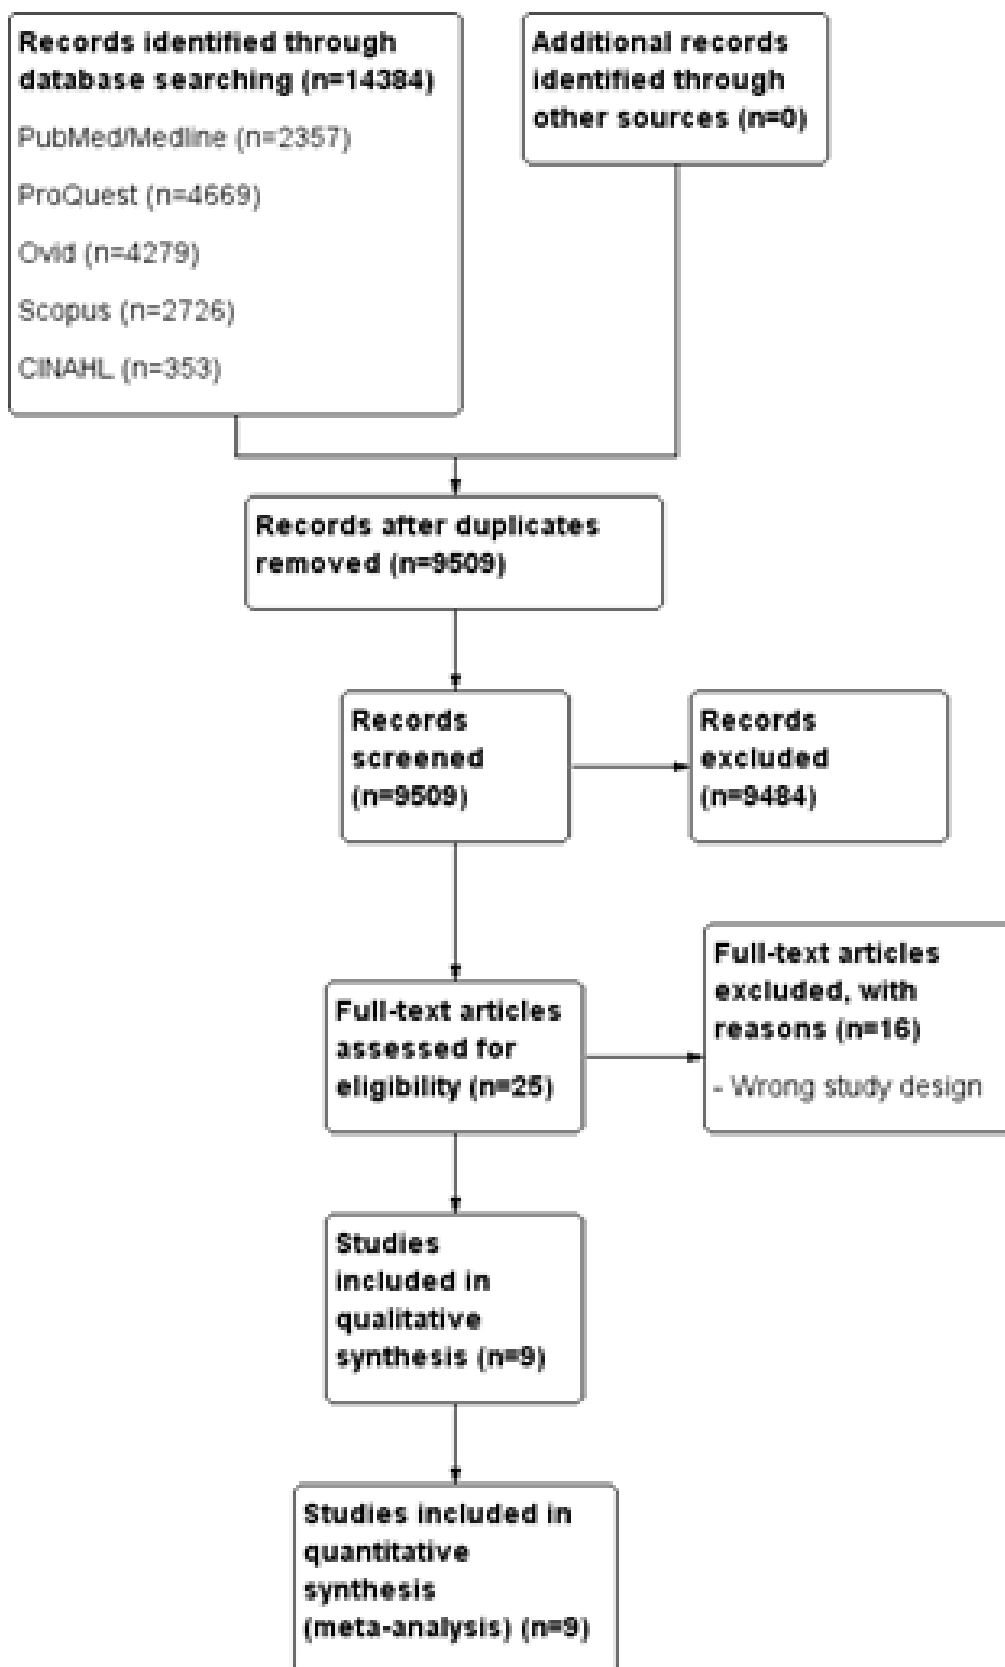 Records identified through
database searching (n=14384)
PubMed/Medline (n=2357)
ProQuest (n=4669)
Ovid (n=4279)
Scopus (n=2726)
CINAHL (n=353)
Additional records
identified through
other sources (n=0)
Records after duplicates
removed (n=9509)
Records
screened
(n=9509)
Records
excluded
(n=9484)
Full-text articles
assessed for
eligibility (n=25)
Full-text articles
excluded, with
reasons (n=16)
- Wrong study design
Studies
included in
qualitative
synthesis (n=9)
Studies included in
quantitative
synthesis
(meta-analysis) (n=9)